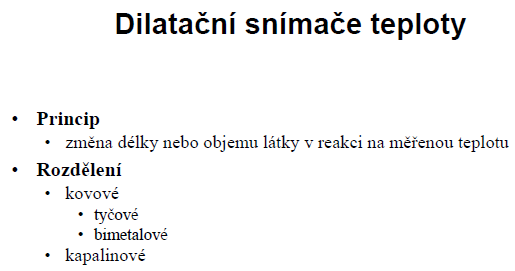 Dilatační snímače teploty
• Princip
• změna délky nebo objemu látky v reakci na měřenou teplotu
• Rozdělení
• kovové
• tyčové
• bimetalové
• kapalinové